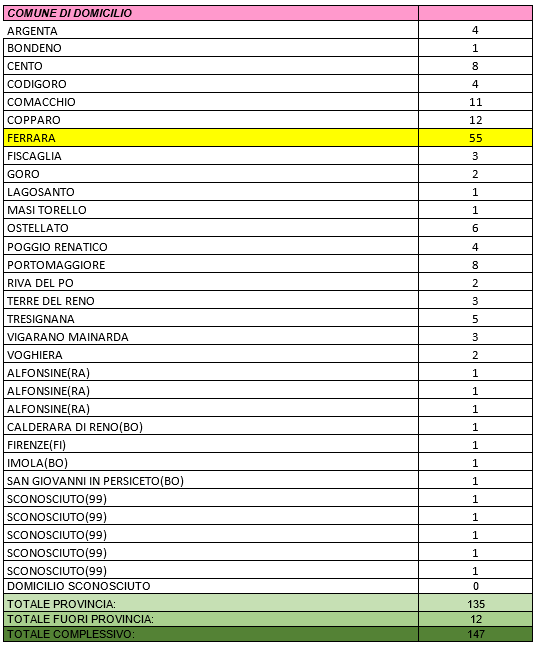 COMUNE DI DOMICILIO
ARGENTA 4
BONDENO 1
CENTO 8
CODIGORO 4
COMACCHIO 11
COPPARO 12
FERRARA 55
FISCAGLIA 3
GORO 2
LAGOSANTO 1
MASI TORELLO 1
OSTELLATO 6
POGGIO RENATICO 4
PORTOMAGGIORE 8
RIVA DEL PO 2
TERRE DEL RENO 3
TRESIGNANA 5
VIGARANO MAINARDA 3
VOGHIERA 2
ALFONSINE(RA) 1
ALFONSINE(RA) 1
ALFONSINE(RA) 1
CALDERARA DI RENO(BO) 1
FIRENZE(FI) 1
IMOLA(BO) 1
SAN GIOVANNI IN PERSICETO(BO) 1
SCONOSCIUTO(99) 1
SCONOSCIUTO(99) 1
SCONOSCIUTO(99) 1
SCONOSCIUTO(99) 1
SCONOSCIUTO(99) 1
DOMICILIO SCONOSCIUTO 0
TOTALE PROVINCIA: 135
TOTALE FUORI PROVINCIA: 12
TOTALE COMPLESSIVO: 147